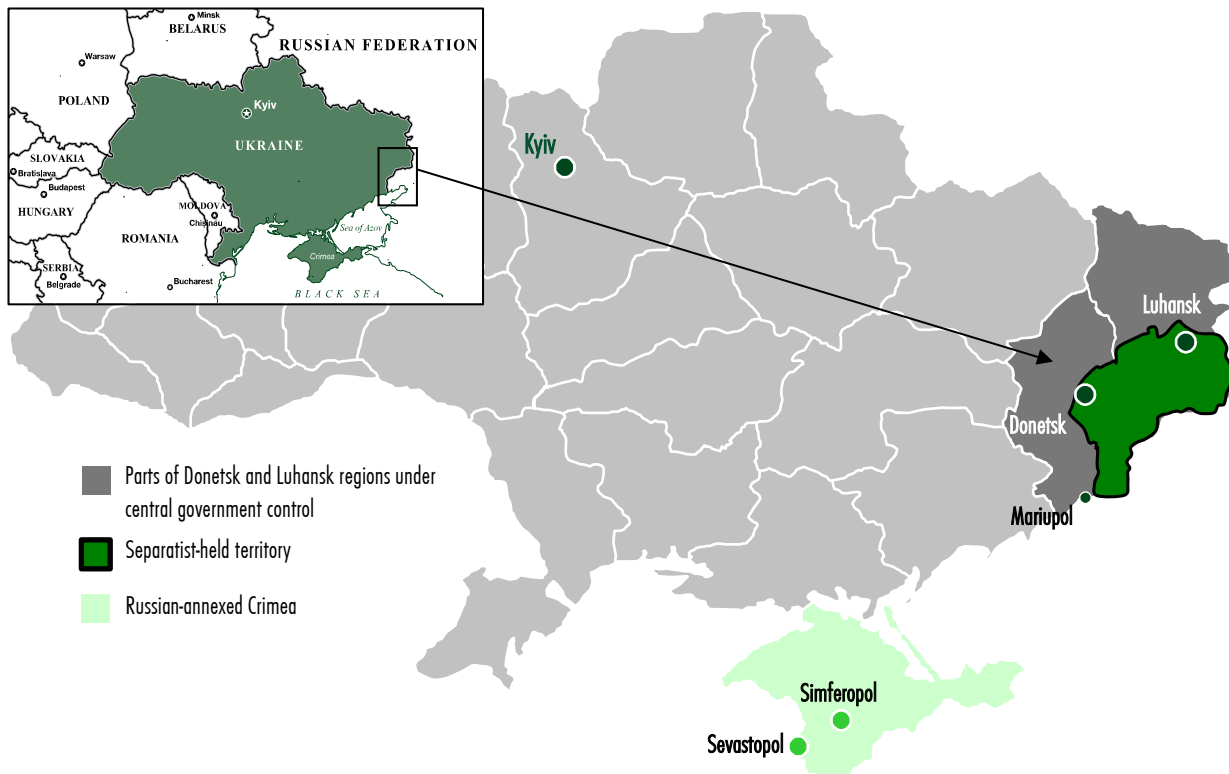 Minsk
BELARUS
RUSSIAN FEDERATION
Warsaw
POLAND
Kyiv
UKRAINE
SLOVAKIA
Bratislava
Budapest
HUNGARY
MOLDOVA
Chisinau
ROMANIA
Sea of Azov
Crimea
SERBIA
Belgrade
Bucharest
BLACK SEA
Kyiv
Luhansk
Donetsk
Mariupol
Parts of Donetsk and Luhansk regions under
central government control
Separatist-held territory
Russian-annexed Crimea
Simferopol
Sevastopol